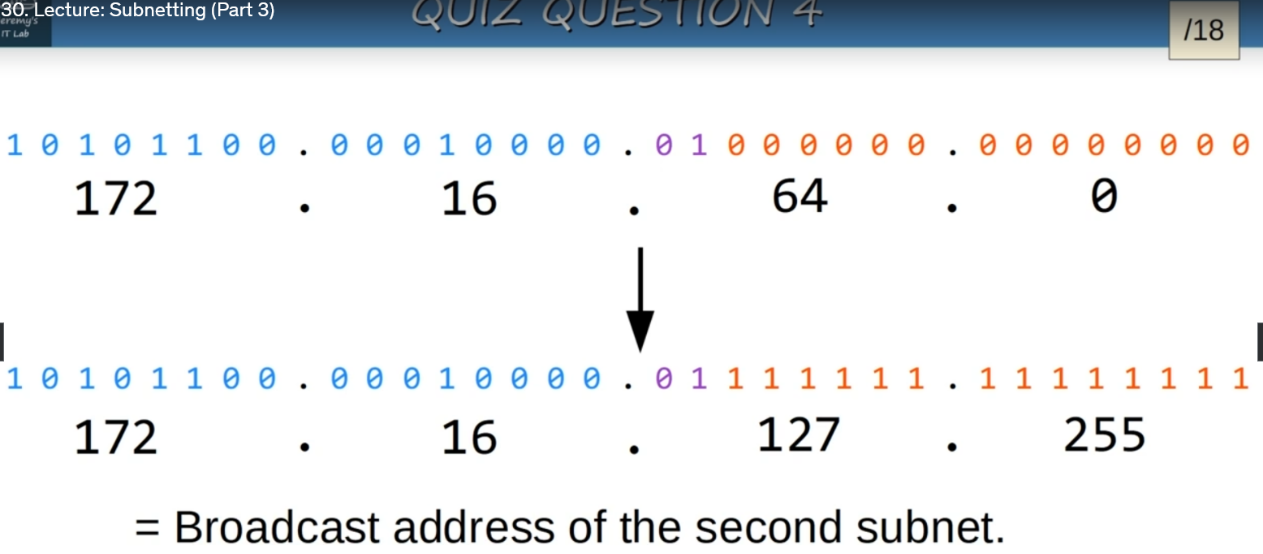 30. Lecture: Subnetting (Part 3)
eremy's
IT Lab
QUIZ QUESTION 4
/18
1 0 1 0 1 1 0 0 . 0 0 0 1 0 0 0 0 . 0 1 0 0 0 0 0 0 . 0 0 0 0 0 0 0 0
172 . 16 . 64 . 0
1 0 1 0 1 1 0 0 . 0 0 0 1 0 0 0 0 . 0 1 1 1 1 1 1 1 . 1 1 1 1 1 1 1 1
172 . 16 . 127 . 255
= Broadcast address of the second subnet.